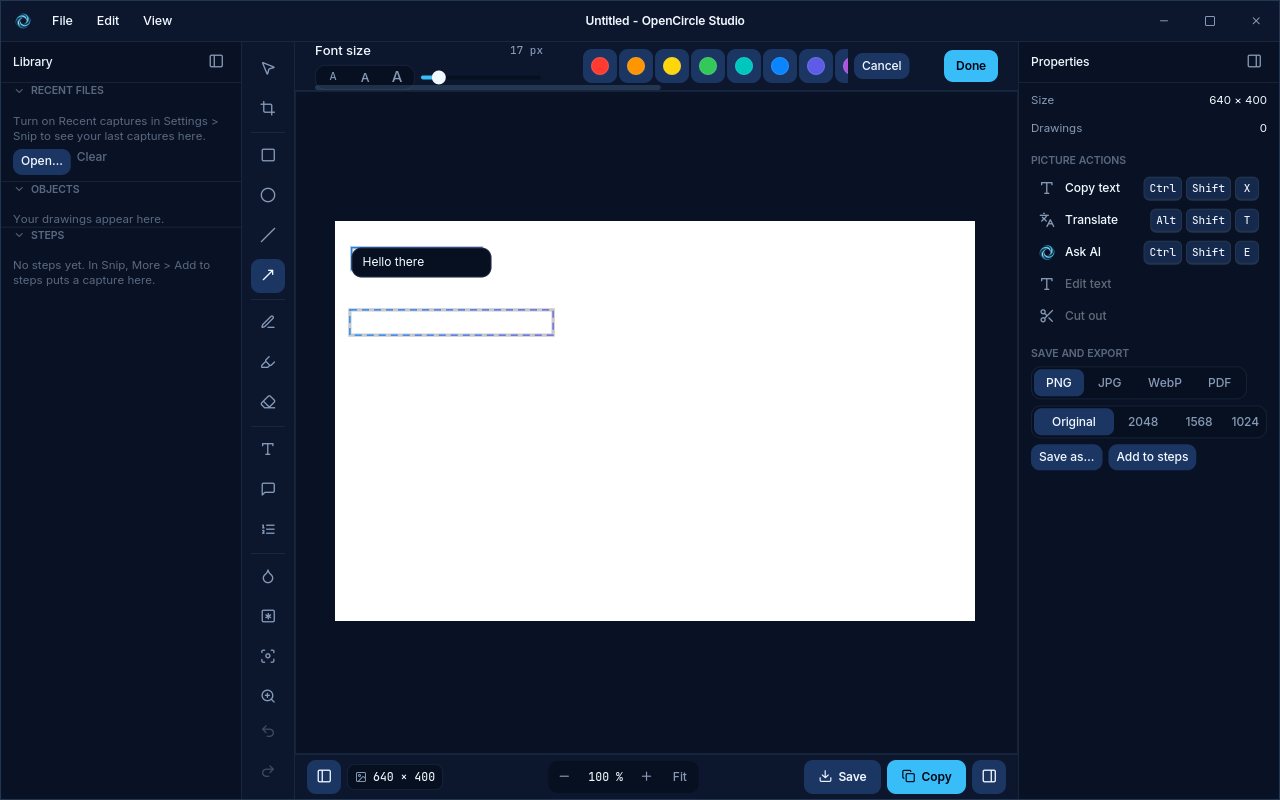 File Edit View
Untitled - OpenCircle Studio
Library
RECENT FILES
Turn on Recent captures in Settings >
Snip to see your last captures here.
Open... Clear
OBJECTS
Your drawings appear here.
STEPS
No steps yet. In Snip, More > Add to
steps puts a capture here.
Font size 17 px
A A A
Cancel
Done
Hello there
Properties
Size 640 × 400
Drawings 0
PICTURE ACTIONS
Copy text Ctrl Shift X
Translate Alt Shift T
Ask AI Ctrl Shift E
Edit text
Cut out
SAVE AND EXPORT
PNG JPG WebP PDF
Original 2048 1568 1024
Save as... Add to steps
640 × 400
100 %
Fit
Save
Copy